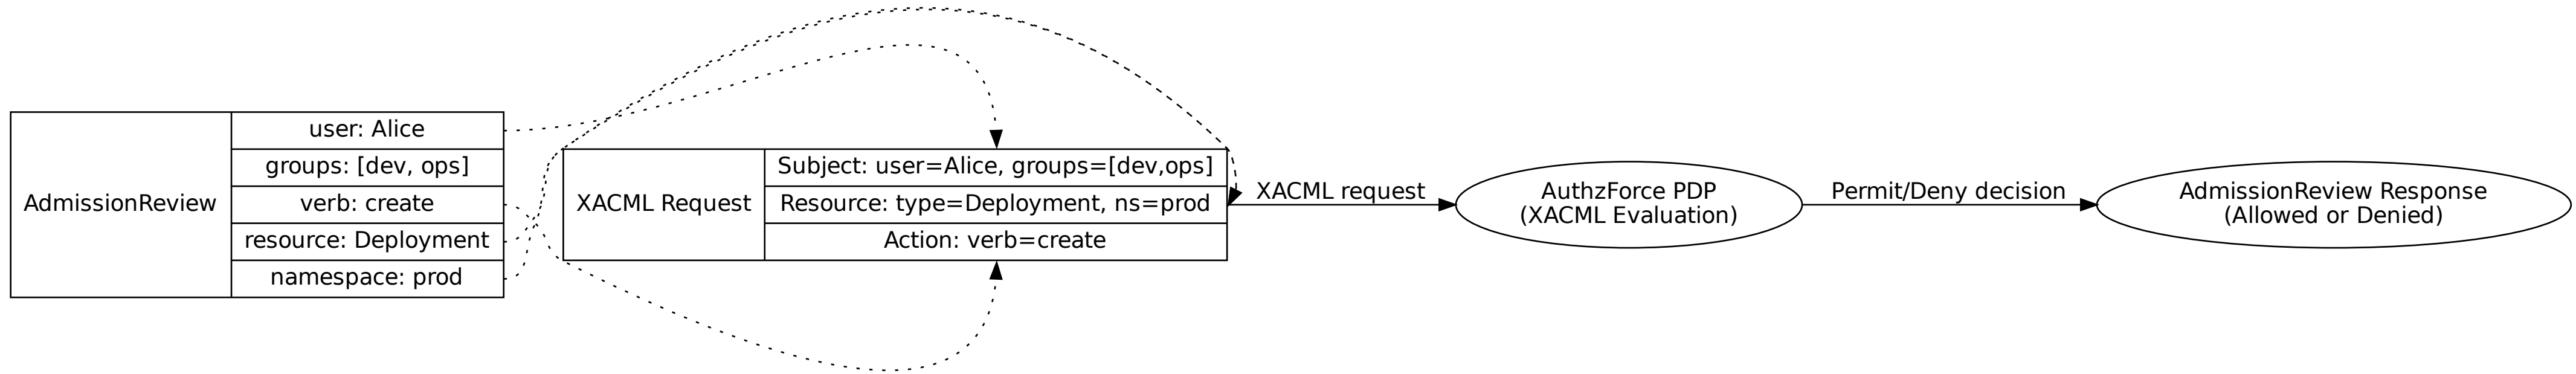 AdmissionReview
user: Alice
groups: [dev, ops]
verb: create
resource: Deployment
namespace: prod
XACML Request
Subject: user=Alice, groups=[dev,ops]
Resource: type=Deployment, ns=prod
Action: verb=create
XACML request
AuthzForce PDP
(XACML Evaluation)
Permit/Deny decision
AdmissionReview Response
(Allowed or Denied)